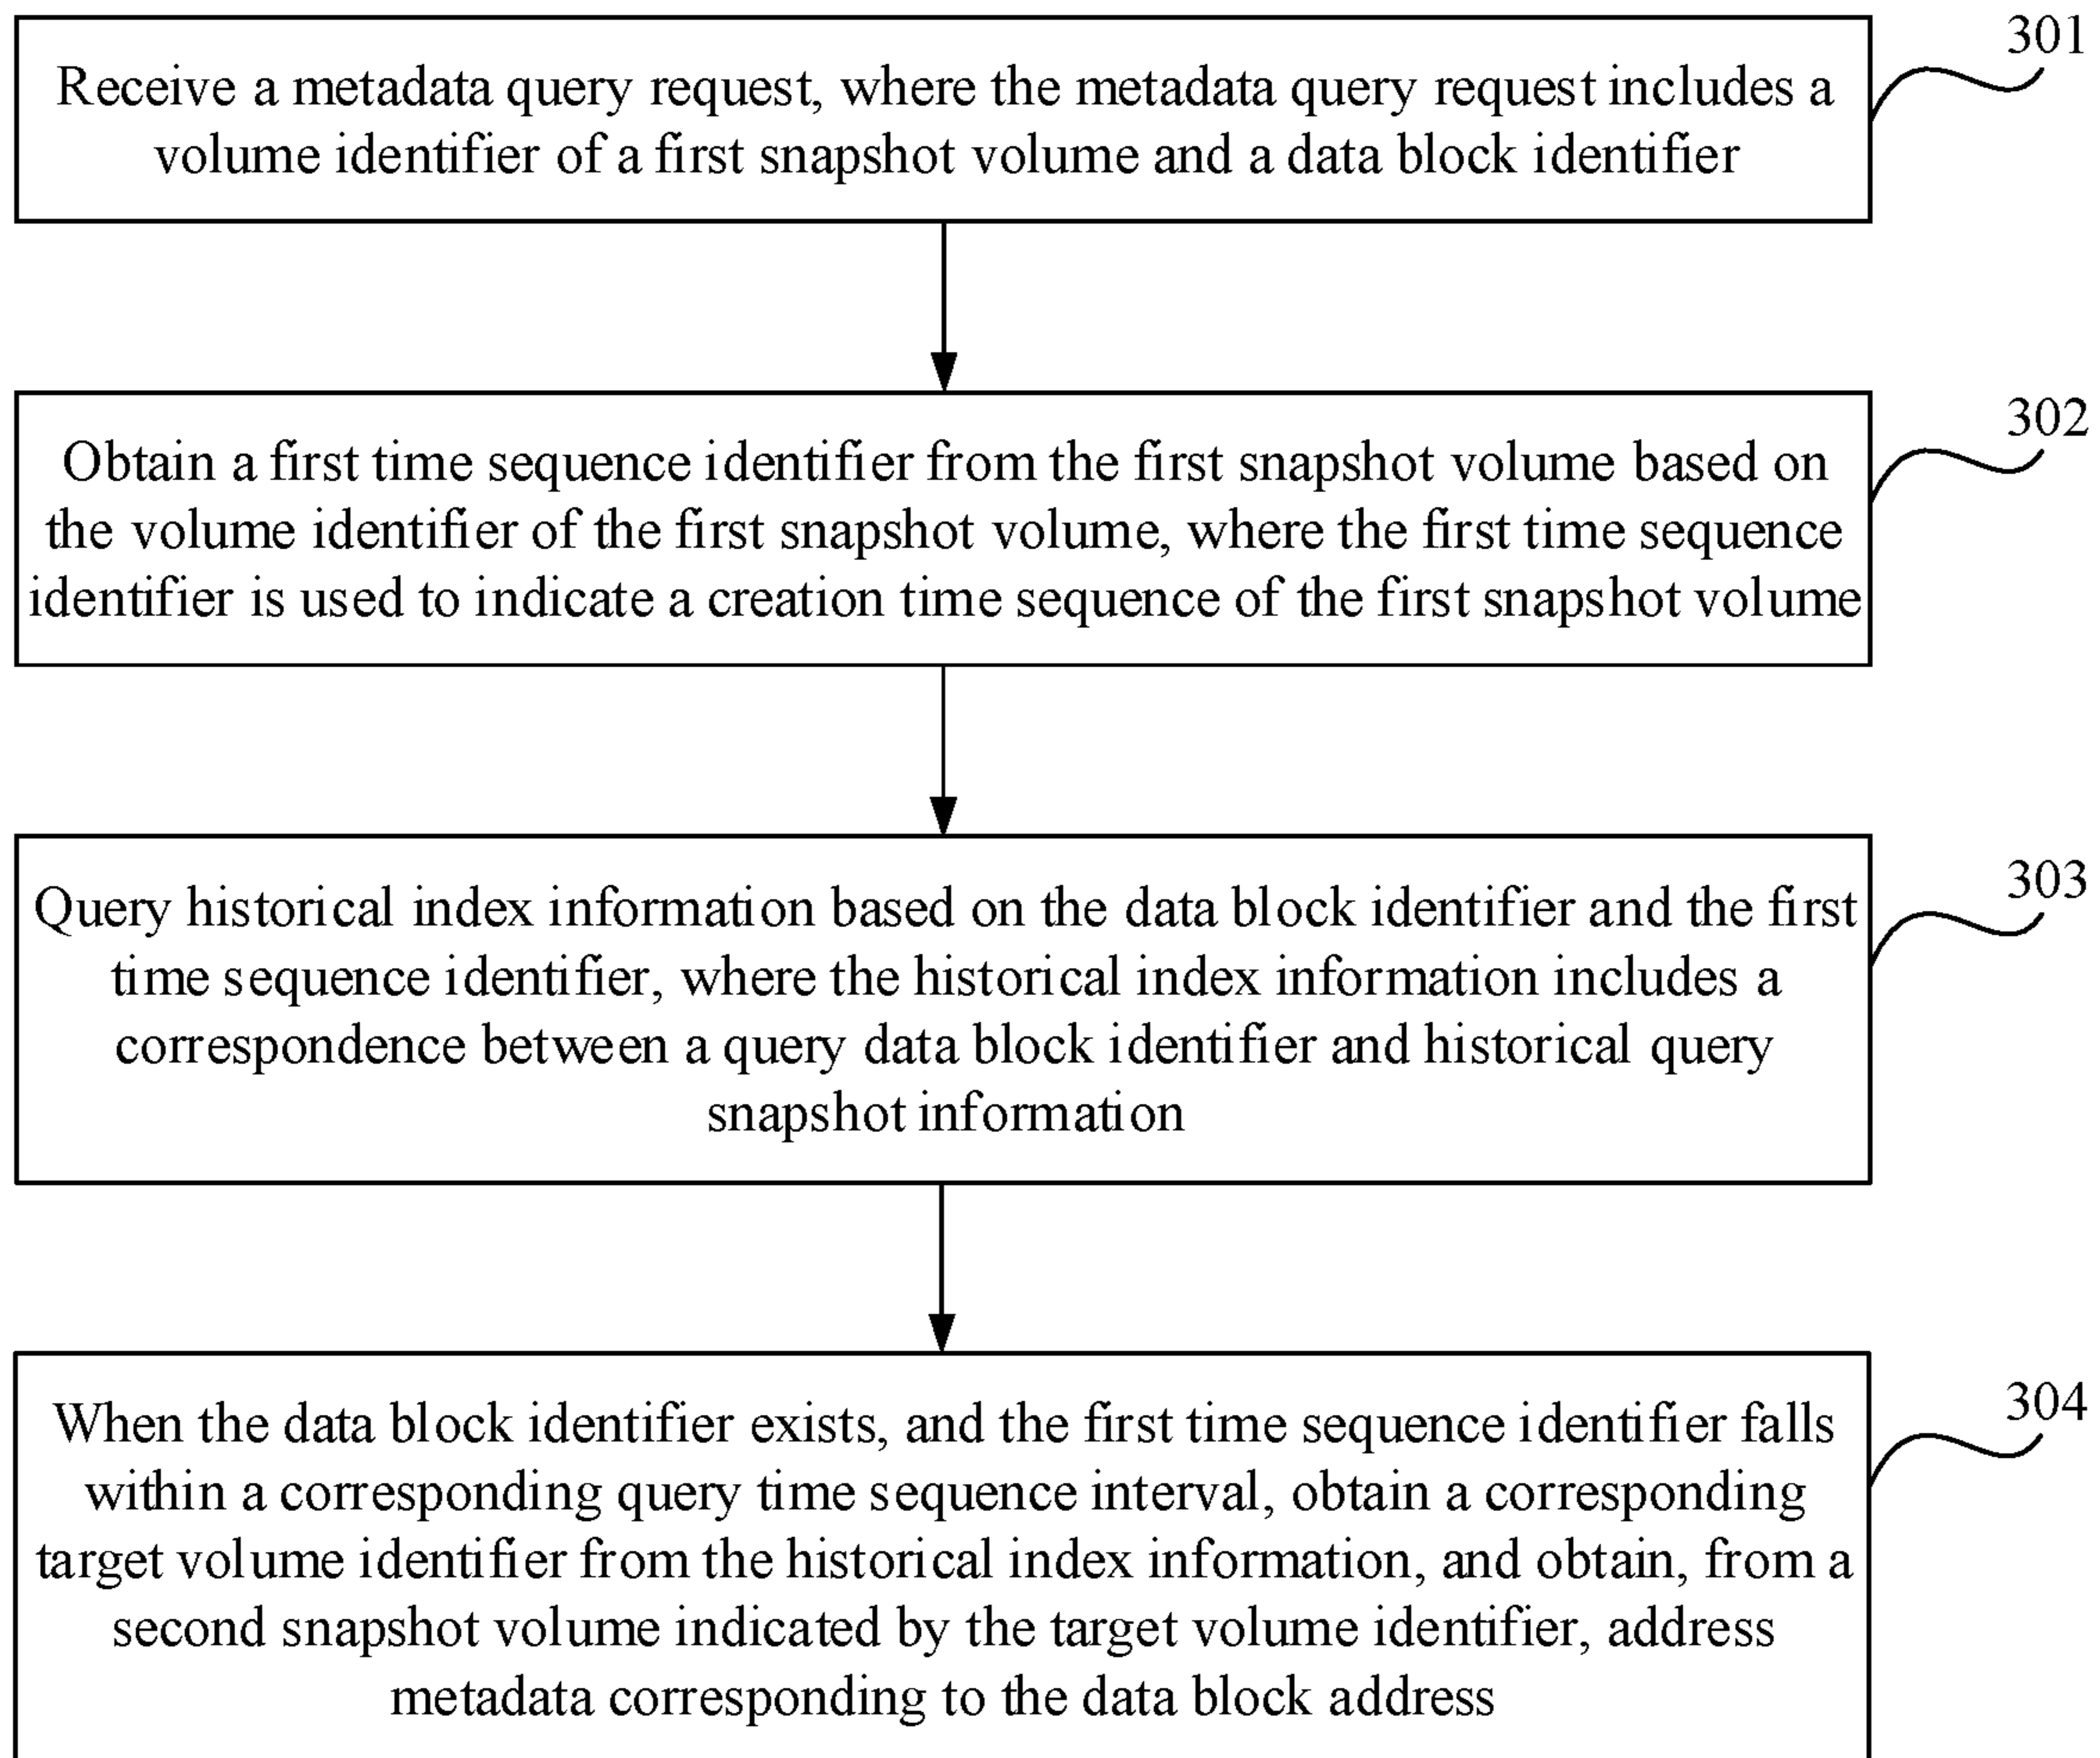 301
Receive a metadata query request, where the metadata query request includes a
volume identifier of a first snapshot volume and a data block identifier
302
Obtain a first time sequence identifier from the first snapshot volume based on
the volume identifier of the first snapshot volume, where the first time sequence
identifier is used to indicate a creation time sequence of the first snapshot volume
303
Query historical index information based on the data block identifier and the first
time sequence identifier, where the historical index information includes a
correspondence between a query data block identifier and historical query
snapshot information
304
When the data block identifier exists, and the first time sequence identifier falls
within a corresponding query time sequence interval, obtain a corresponding
target volume identifier from the historical index information, and obtain, from a
second snapshot volume indicated by the target volume identifier, address
metadata corresponding to the data block address